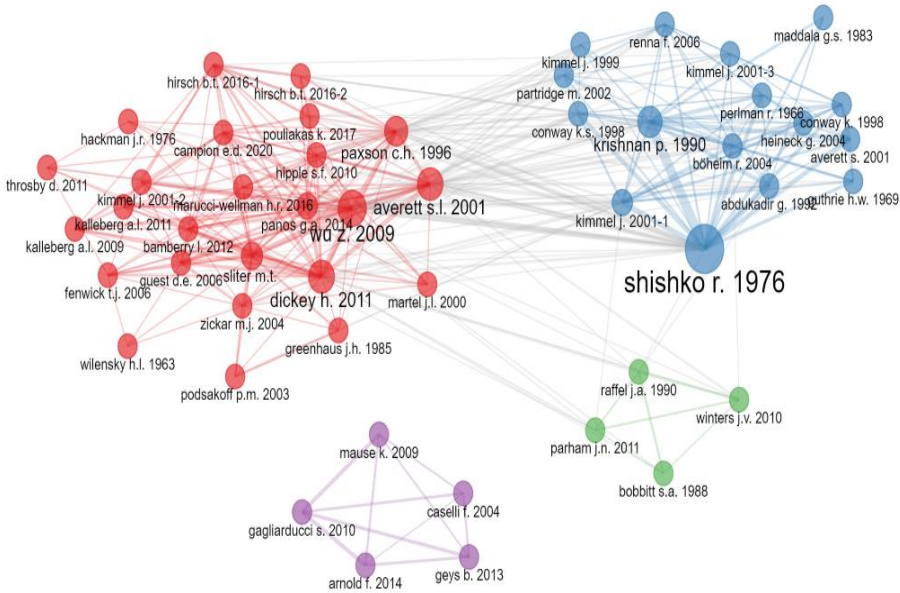 maddala g.s. 1983
renna f. 2006
kimmel j. 1999
kimmel j. 2001-3
hirsch b.t. 2016-1
hirsch b.t. 2016-2
partridge m. 2002
perlman r. 1966
conway k.s. 1998
conway k. 1998
hackman j.r. 1976
pouliakas k. 2017
campion e.d. 2020
paxson c.h. 1996
krishnan p. 1990
heineck g. 2004
averett s. 2001
böheim r. 2004
hipple s.f. 2010
throsby d. 2011
kimmel j. 2001-2
marucci-wellman h.r. 2016
abdukadir g. 1992
guthrie h.w. 1969
averett s.l. 2001
kimmel j. 2001-1
kalleberg a.l. 2011
panos g.a. 2014
wu z. 2009
kalleberg a.l. 2009
bamberry l. 2012
guest d.e. 2006
sliter m.t.
shishko r. 1976
fenwick t.j. 2006
dickey h. 2011
martel j.l. 2000
zickar m.j. 2004
greenhaus j.h. 1985
wilensky h.l. 1963
podsakoff p.m. 2003
raffel j.a. 1990
winters j.v. 2010
parham j.n. 2011
bobbitt s.a. 1988
mause k. 2009
caselli f. 2004
gagliarducci s. 2010
arnold f. 2014
geys b. 2013